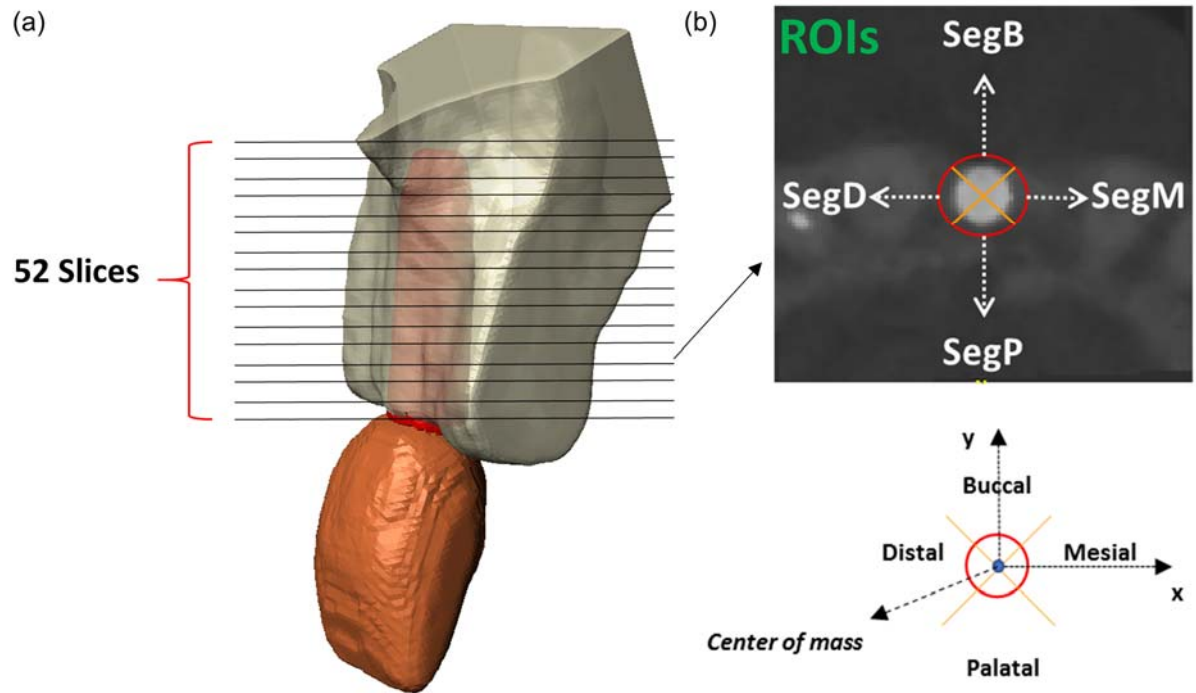 (a)
52 Slices
(b)
ROIs
SegB
SegD
SegM
SegP
y
Buccal
Distal
Mesial
x
Center of mass
Palatal